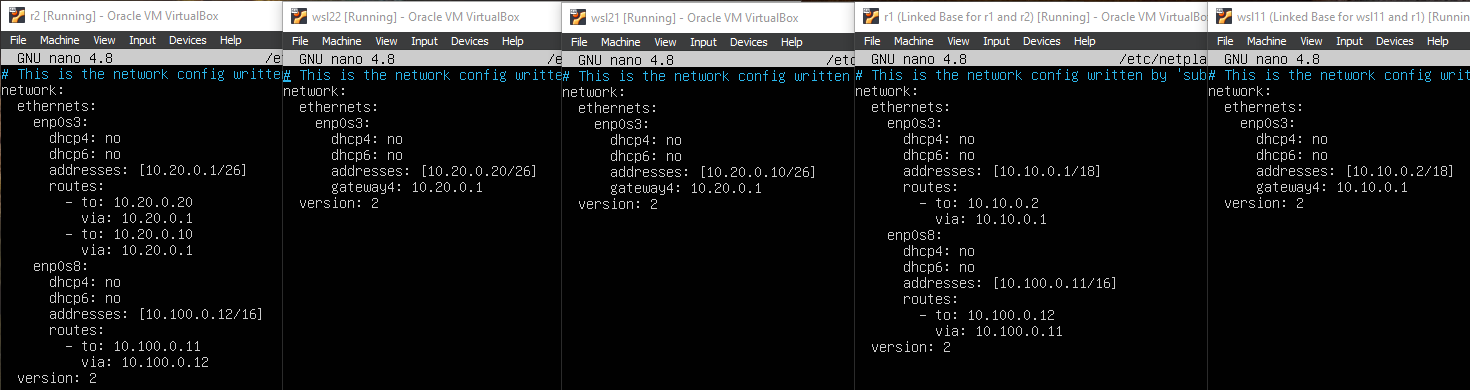 r2 [Running] - Oracle VM VirtualBox
File Machine View Input Devices Help
GNU nano 4.8 /e
# This is the network config writte
network:
ethernets:
enp0s3:
dhcp4: no
dhcp6: no
addresses: [10.20.0.1/26]
routes:
- to: 10.20.0.20
via: 10.20.0.1
- to: 10.20.0.10
via: 10.20.0.1
enp0s8:
dhcp4: no
dhcp6: no
addresses: [10.100.0.12/16]
routes:
- to: 10.100.0.11
via: 10.100.0.12
version: 2
wsl22 [Running] - Oracle VM VirtualBox
File Machine View Input Devices Help
GNU nano 4.8 /e
# This is the network config writte
network:
ethernets:
enp0s3:
dhcp4: no
dhcp6: no
addresses: [10.20.0.20/26]
gateway4: 10.20.0.1
version: 2
wsl21 [Running] - Oracle VM VirtualBox
File Machine View Input Devices Help
GNU nano 4.8 /etc
# This is the network config written
network:
ethernets:
enp0s3:
dhcp4: no
dhcp6: no
addresses: [10.20.0.10/26]
gateway4: 10.20.0.1
version: 2
r1 (Linked Base for r1 and r2) [Running] - Oracle VM VirtualBo
File Machine View Input Devices Help
GNU nano 4.8 /etc/netpla
# This is the network config written by 'sub
network:
ethernets:
enp0s3:
dhcp4: no
dhcp6: no
addresses: [10.10.0.1/18]
routes:
- to: 10.10.0.2
via: 10.10.0.1
enp0s8:
dhcp4: no
dhcp6: no
addresses: [10.100.0.11/16]
routes:
- to: 10.100.0.12
via: 10.100.0.11
version: 2
wsl11 (Linked Base for wsl11 and r1) [Runnin
File Machine View Input Devices Help
GNU nano 4.8
# This is the network config writ
network:
ethernets:
enp0s3:
dhcp4: no
dhcp6: no
addresses: [10.10.0.2/18]
gateway4: 10.10.0.1
version: 2